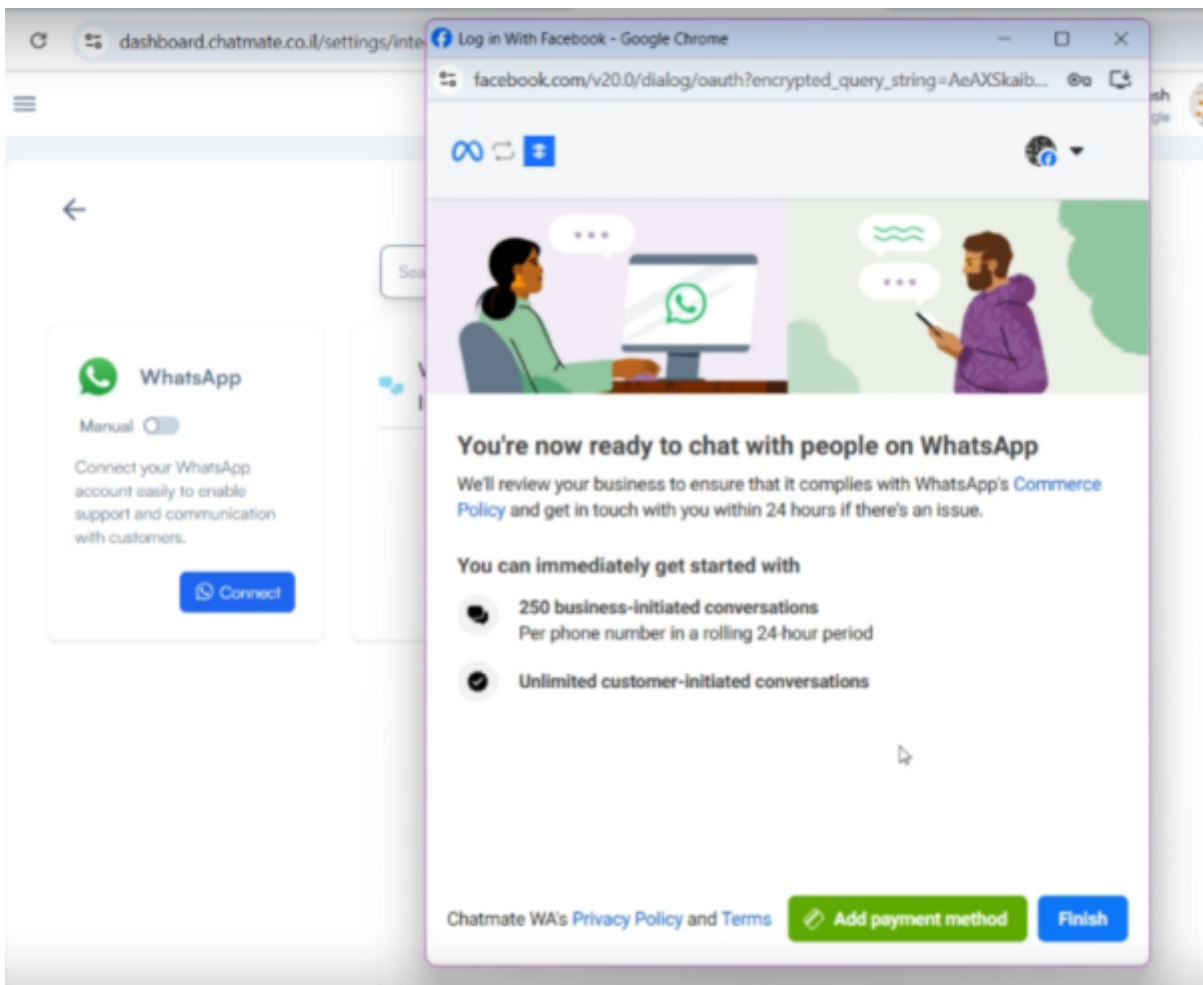 dashboard.chatmate.co.il/settings/inte
Log in With Facebook - Google Chrome
facebook.com/v20.0/dialog/oauth?encrypted_query_string=AeAXSkaib...
Sea
WhatsApp
Manual
Connect your WhatsApp
account easily to enable
support and communication
with customers.
Connect
You're now ready to chat with people on WhatsApp
We'll review your business to ensure that it complies with WhatsApp's Commerce
Policy and get in touch with you within 24 hours if there's an issue.
You can immediately get started with
250 business-initiated conversations
Per phone number in a rolling 24-hour period
Unlimited customer-initiated conversations
Chatmate WA's Privacy Policy and Terms
Add payment method
Finish